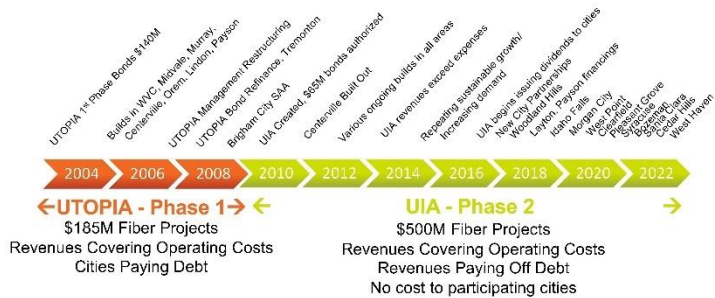 UTOPIA 1st Phase Bonds $140M
Builds in WVC, Midvale, Murray,
Centerville, Orem, Lindon, Payson
UTOPIA Management Restructuring
UTOPIA Bond Refinance, Tremonton
Brigham City SAA
UIA Created, $65M bonds authorized
Centerville Built Out
Various ongoing builds in all areas
UIA revenues exceed expenses
Repeating sustainable growth/
Increasing demand
UIA begins issuing dividends to cities
New City Partnerships
Woodland Hills
Layton, Payson financings
Idaho Falls
Morgan City
West Point
Clearfield
Pleasant Grove
Syracuse
Bozeman
Santa Clara
Cedar Hills
West Haven
2004 2006 2008 2010 2012 2014 2016 2018 2020 2022
←UTOPIA - Phase 1→
$185M Fiber Projects
Revenues Covering Operating Costs
Cities Paying Debt
← UIA - Phase 2 →
$500M Fiber Projects
Revenues Covering Operating Costs
Revenues Paying Off Debt
No cost to participating cities